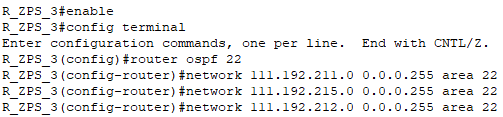 R_ZPS_3#enable
R_ZPS_3#config terminal
Enter configuration commands, one per line.  End with CNTL/Z.
R_ZPS_3(config)#router ospf 22
R_ZPS_3(config-router)#network 111.192.211.0 0.0.0.255 area 22
R_ZPS_3(config-router)#network 111.192.215.0 0.0.0.255 area 22
R_ZPS_3(config-router)#network 111.192.212.0 0.0.0.255 area 22